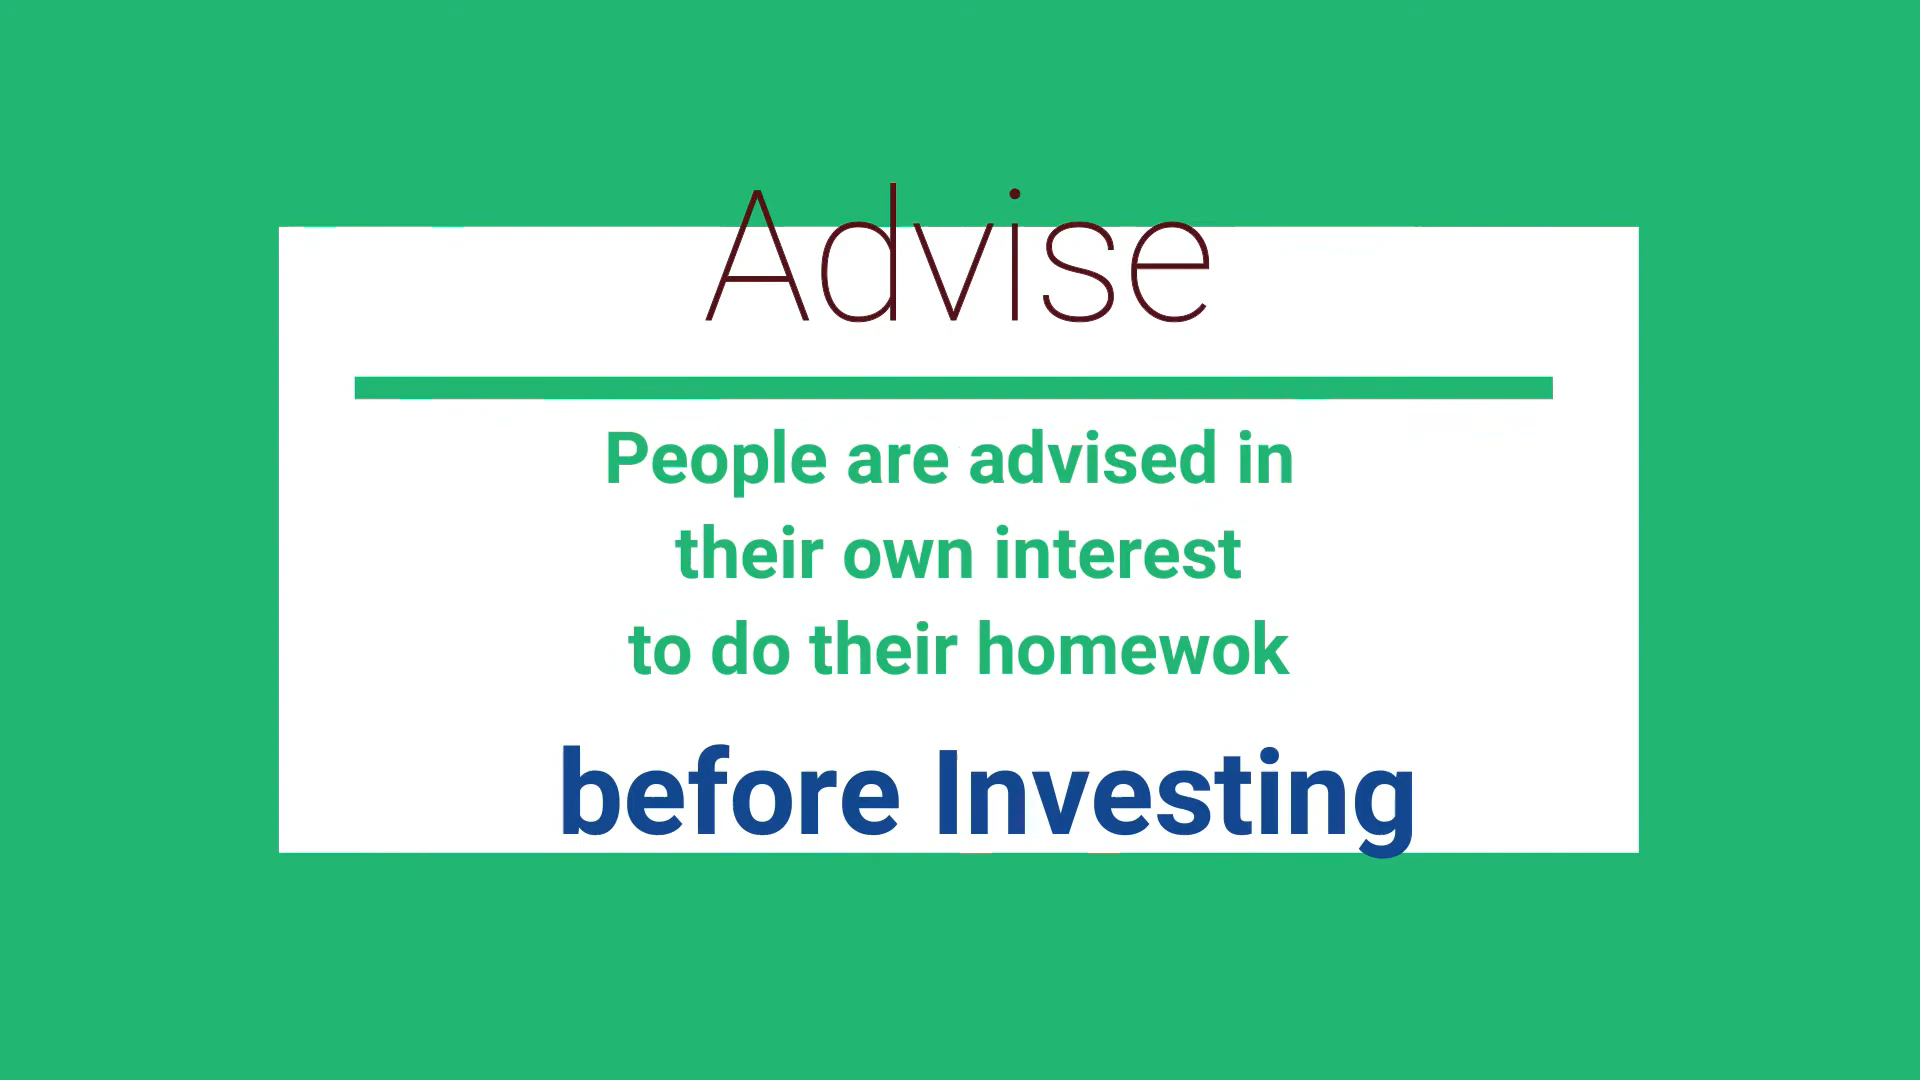 Advise
People are advised in
their own interest
to do their homewok
before Investing